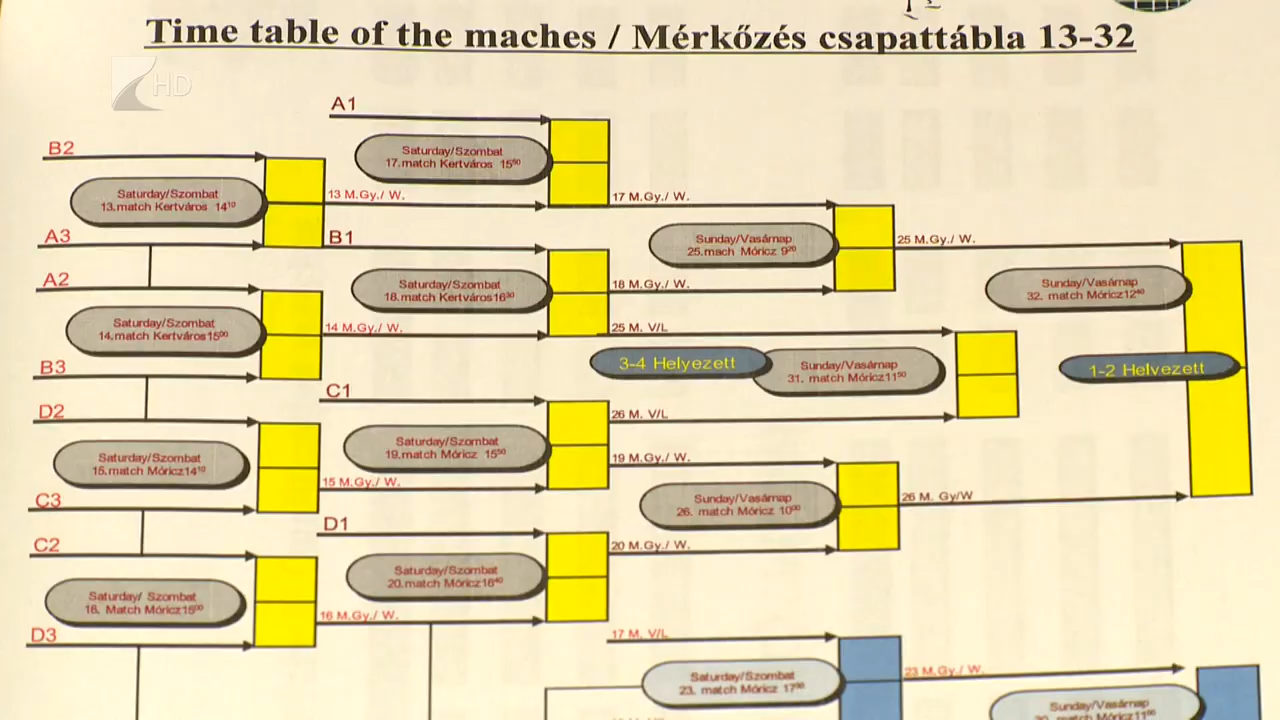 Time table of the maches / Mérkőzés csapattábla 13-32
HD
A1
B2
Saturday/Szombat
17.match Kertváros 15⁵⁰
Saturday/Szombat
13.match Kertváros 14¹⁰
13 M.Gy./ W.
17 M.Gy./ W.
A3
B1
Sunday/Vasárnap
25.mach Móricz 9²⁰
25 M.Gy./ W.
A2
Saturday/Szombat
18.match Kertváros16³⁰
18 M.Gy./ W.
Sunday/Vasárnap
32. match Móricz12⁴⁰
Saturday/Szombat
14.match Kertváros15⁰⁰
14 M.Gy./ W.
25 M. V/L
B3
3-4 Helyezett
Sunday/Vasárnap
31. match Móricz11⁵⁰
1-2 Helyezett
D2
C1
26 M. V/L
Saturday/Szombat
19.match Móricz 15⁵⁰
Saturday/Szombat
15.match Móricz14¹⁰
19 M.Gy./ W.
15 M.Gy./ W.
C3
Sunday/Vasárnap
26. match Móricz 10⁰⁰
26 M. Gy/W
D1
C2
20 M.Gy./ W.
Saturday/Szombat
20.match Móricz16⁴⁰
Saturday/ Szombat
16. Match Móricz15⁰⁰
16 M.Gy./ W.
D3
17 M. V/L
Saturday/Szombat
23. match Móricz 17³⁰
23 M.Gy./ W.
Sunday/Vasárnap